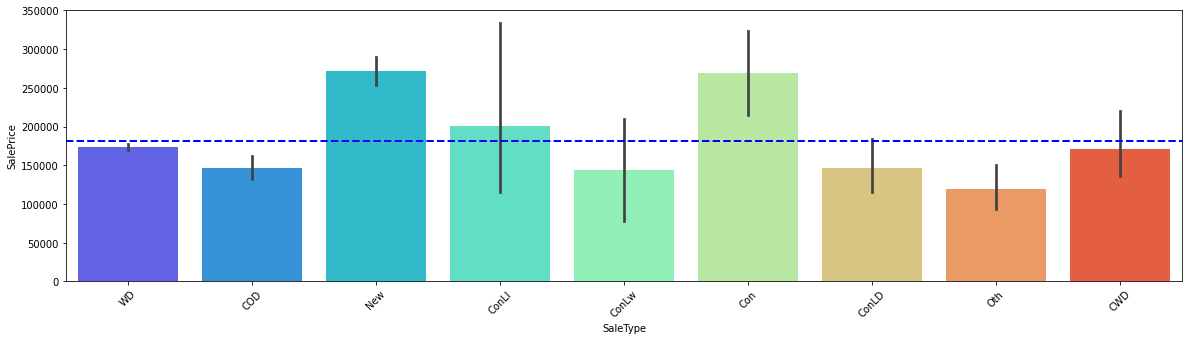 350000
300000
250000
200000
150000
100000
50000
0
SalePrice
WD
COD
New
ConLI
ConLw
Con
ConLD
Oth
CWD
SaleType